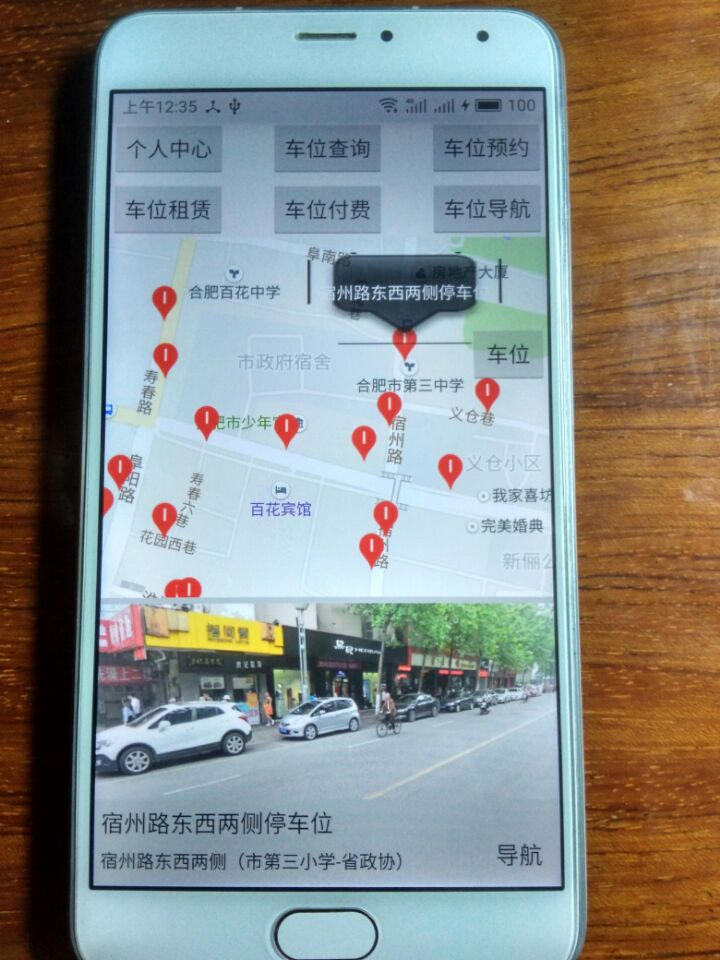 上午12:35 4G 100
个人中心 车位查询 车位预约
车位租赁 车位付费 车位导航
阜南路
房地产大厦
合肥百花中学
宿州路东西两侧停车位
巷
市政府宿舍
车位
合肥市第三中学
寿春路
义仓巷
肥市少年宫
宿州路
义仓小区
阜阳路
寿春六巷
我家喜坊
百花宾馆
完美婚典
花园西巷
宿州路
新俪公
宿州路东西两侧停车位
宿州路东西两侧（市第三小学-省政协）
导航